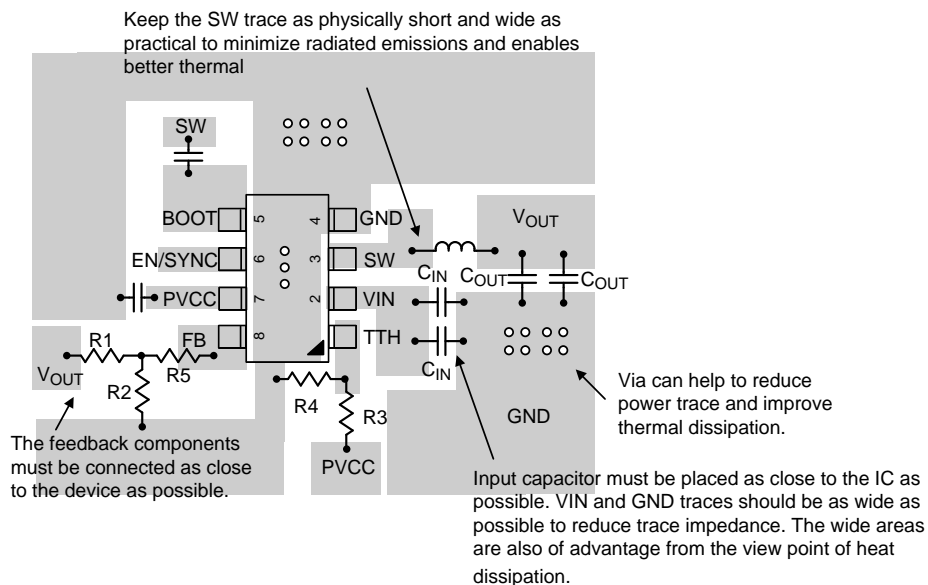 Keep the SW trace as physically short and wide as
practical to minimize radiated emissions and enables
better thermal
SW
BOOT 5 4 GND
VOUT
EN/SYNC 6 3 SW
CIN COUT COUT
PVCC 7 2 VIN
R1 FB 8 TTH
VOUT R2 R5
CIN
R4 R3
GND
PVCC
Via can help to reduce
power trace and improve
thermal dissipation.
The feedback components
must be connected as close
to the device as possible.
Input capacitor must be placed as close to the IC as
possible. VIN and GND traces should be as wide as
possible to reduce trace impedance. The wide areas
are also of advantage from the view point of heat
dissipation.